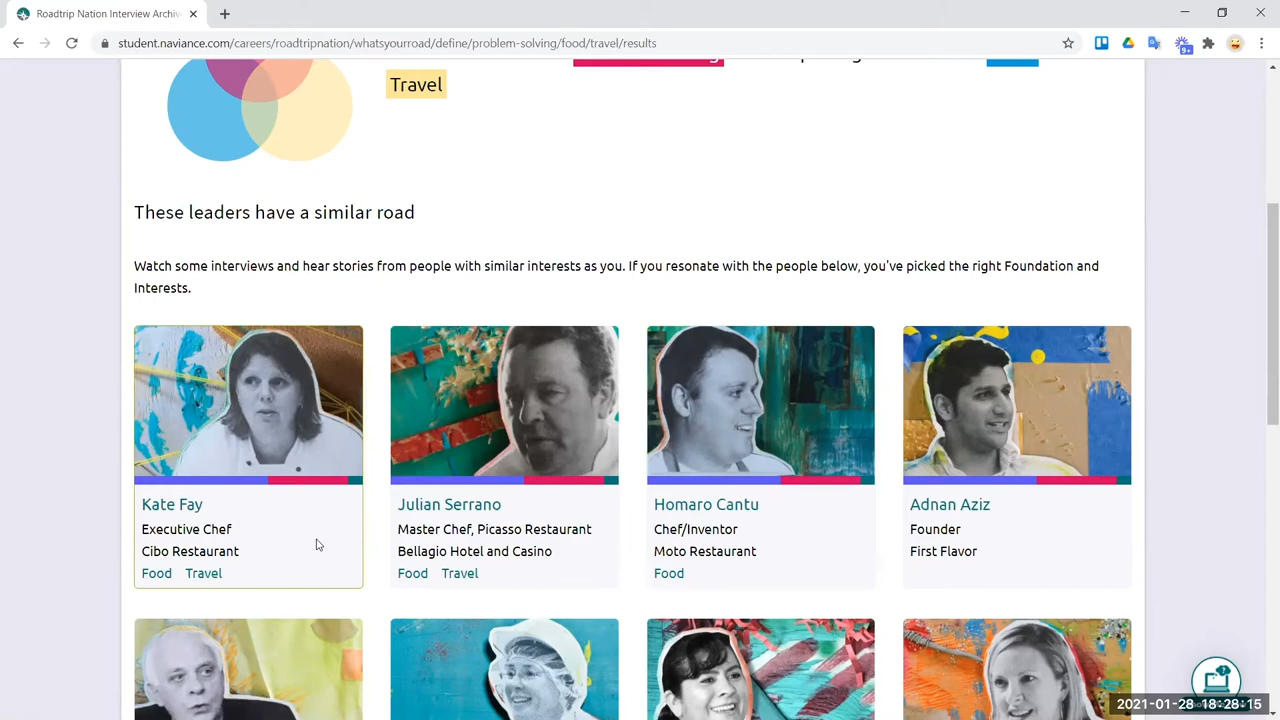 Roadtrip Nation Interview Archiv
student.naviance.com/careers/roadtripnation/whatsyourroad/define/problem-solving/food/travel/results
9+
Travel
These leaders have a similar road
Watch some interviews and hear stories from people with similar interests as you. If you resonate with the people below, you've picked the right Foundation and
Interests.
Kate Fay
Executive Chef
Cibo Restaurant
Food Travel
Julian Serrano
Master Chef, Picasso Restaurant
Bellagio Hotel and Casino
Food Travel
Homaro Cantu
Chef/Inventor
Moto Restaurant
Food
Adnan Aziz
Founder
First Flavor
2021-01-28 18:28:15